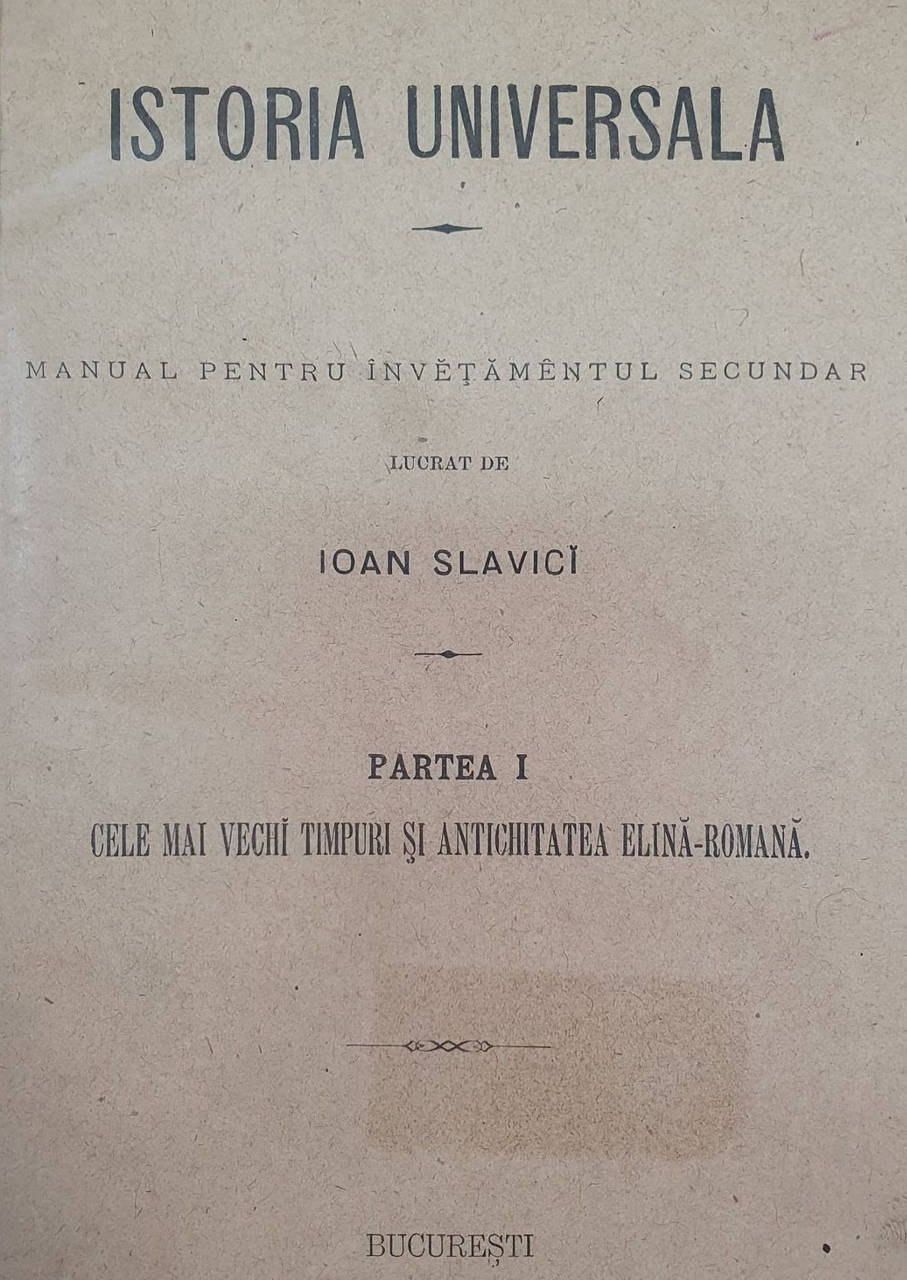 ISTORIA UNIVERSALA
MANUAL PENTRU ÎNVĔŢĂMÊNTUL SECUNDAR
LUCRAT DE
IOAN SLAVICĬ
PARTEA I
CELE MAI VECHĬ TIMPURI ŞI ANTICHITATEA ELINĂ-ROMANĂ.
BUCUREŞTI